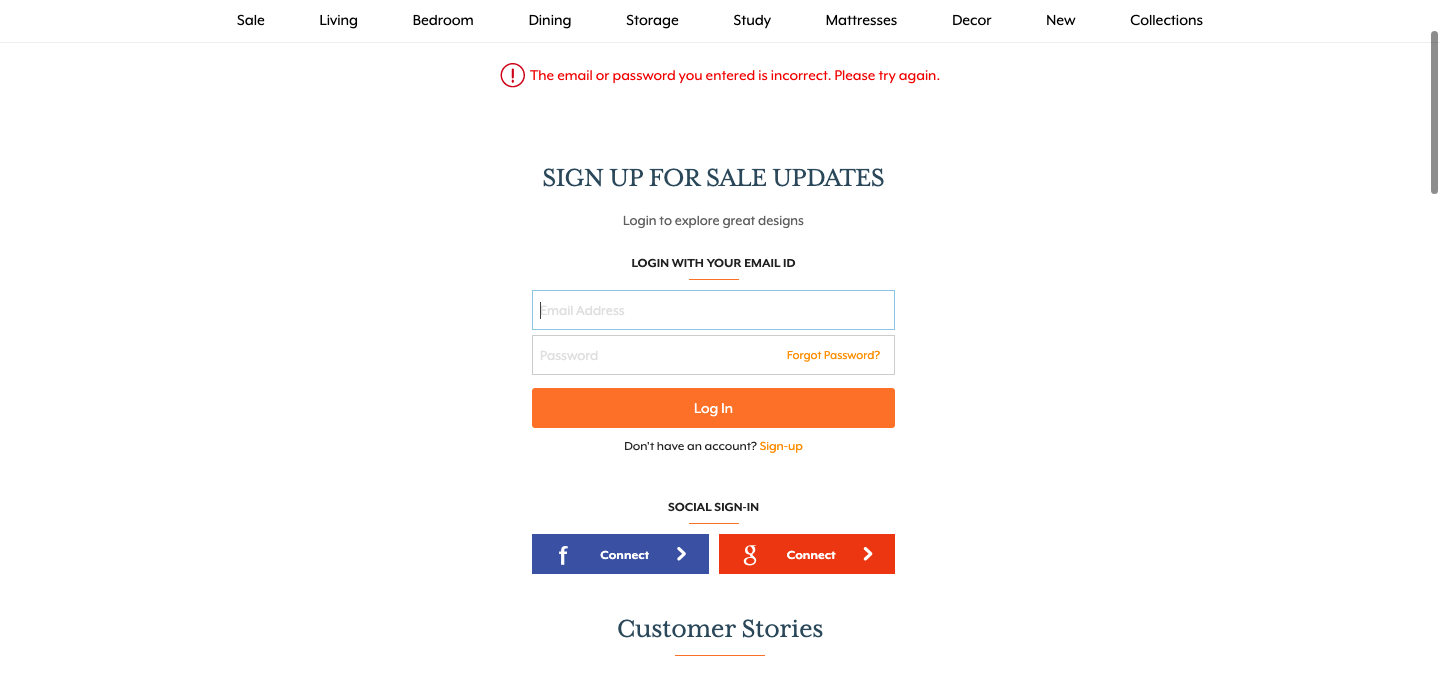 Sale Living Bedroom Dining Storage Study Mattresses Decor New Collections
The email or password you entered is incorrect. Please try again.
SIGN UP FOR SALE UPDATES
Login to explore great designs
LOGIN WITH YOUR EMAIL ID
Email Address
Password Forgot Password?
Log In
Don't have an account? Sign-up
SOCIAL SIGN-IN
f Connect g Connect
Customer Stories